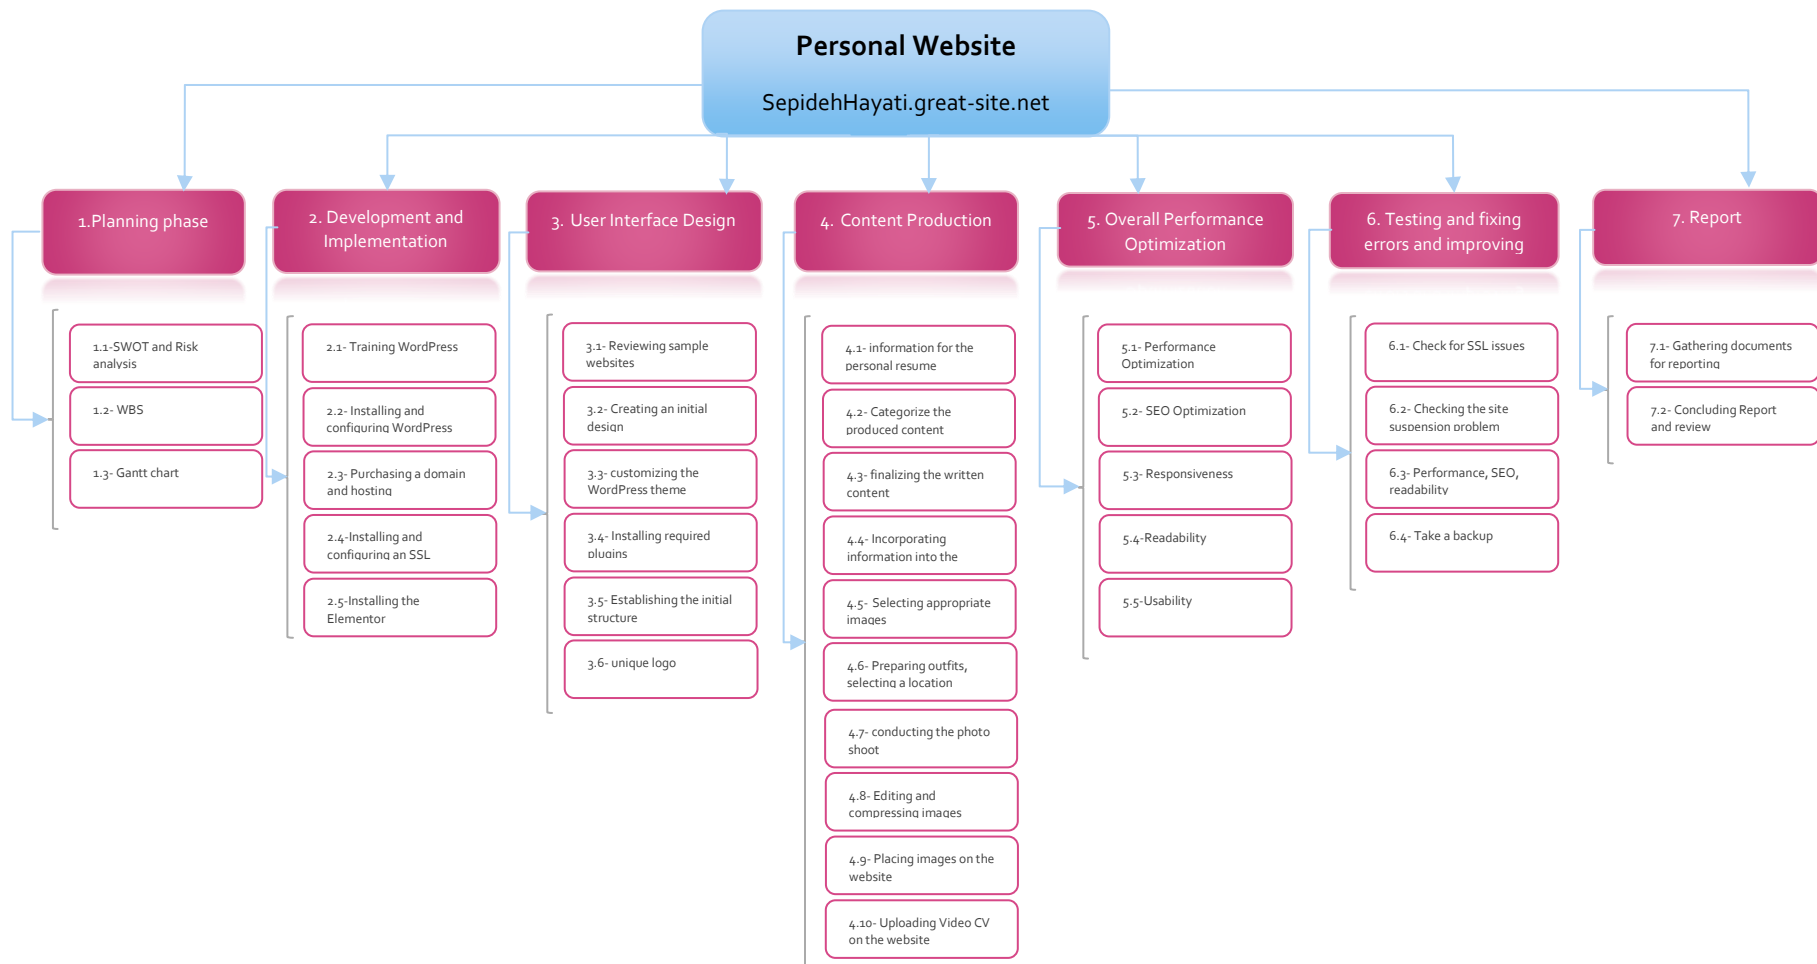 Personal Website
SepidehHayati.great-site.net
1.Planning phase
1.1-SWOT and Risk
analysis
1.2- WBS
1.3- Gantt chart
2. Development and
Implementation
2.1- Training WordPress
2.2- Installing and
configuring WordPress
2.3- Purchasing a domain
and hosting
2.4-Installing and
configuring an SSL
2.5-Installing the
Elementor
3. User Interface Design
3.1- Reviewing sample
websites
3.2- Creating an initial
design
3.3- customizing the
WordPress theme
3.4- Installing required
plugins
3.5- Establishing the initial
structure
3.6- unique logo
4. Content Production
4.1- information for the
personal resume
4.2- Categorize the
produced content
4.3- finalizing the written
content
4.4- Incorporating
information into the
4.5- Selecting appropriate
images
4.6- Preparing outfits,
selecting a location
4.7- conducting the photo
shoot
4.8- Editing and
compressing images
4.9- Placing images on the
website
4.10- Uploading Video CV
on the website
5. Overall Performance
Optimization
5.1- Performance
Optimization
5.2- SEO Optimization
5.3- Responsiveness
5.4-Readability
5.5-Usability
6. Testing and fixing
errors and improving
6.1- Check for SSL issues
6.2- Checking the site
suspension problem
6.3- Performance, SEO,
readability
6.4- Take a backup
7. Report
7.1- Gathering documents
for reporting
7.2- Concluding Report
and review